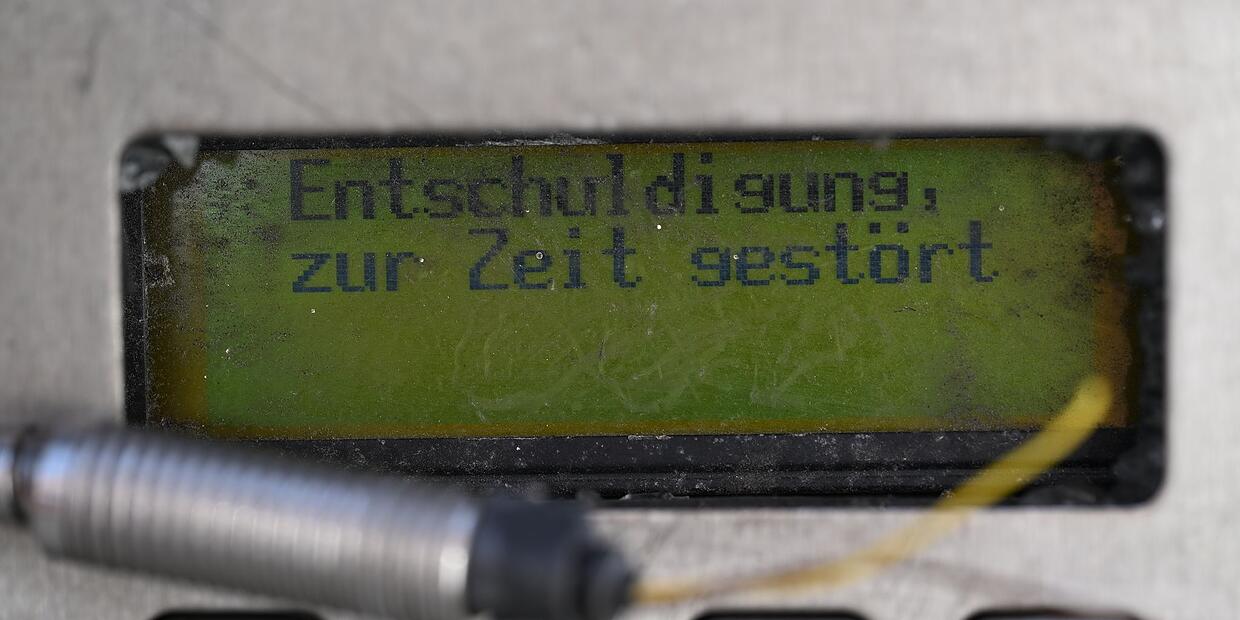 Entschuldigung,
zur Zeit gestört